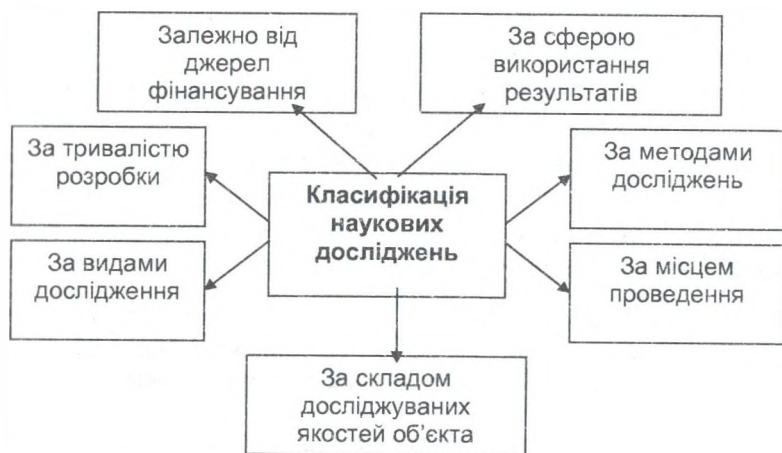 Залежно від
джерел
фінансування
За сферою
використання
результатів
За тривалістю
розробки
Класифікація
наукових
досліджень
За методами
досліджень
За видами
дослідження
За місцем
проведення
За складом
досліджуваних
якостей об'єкта